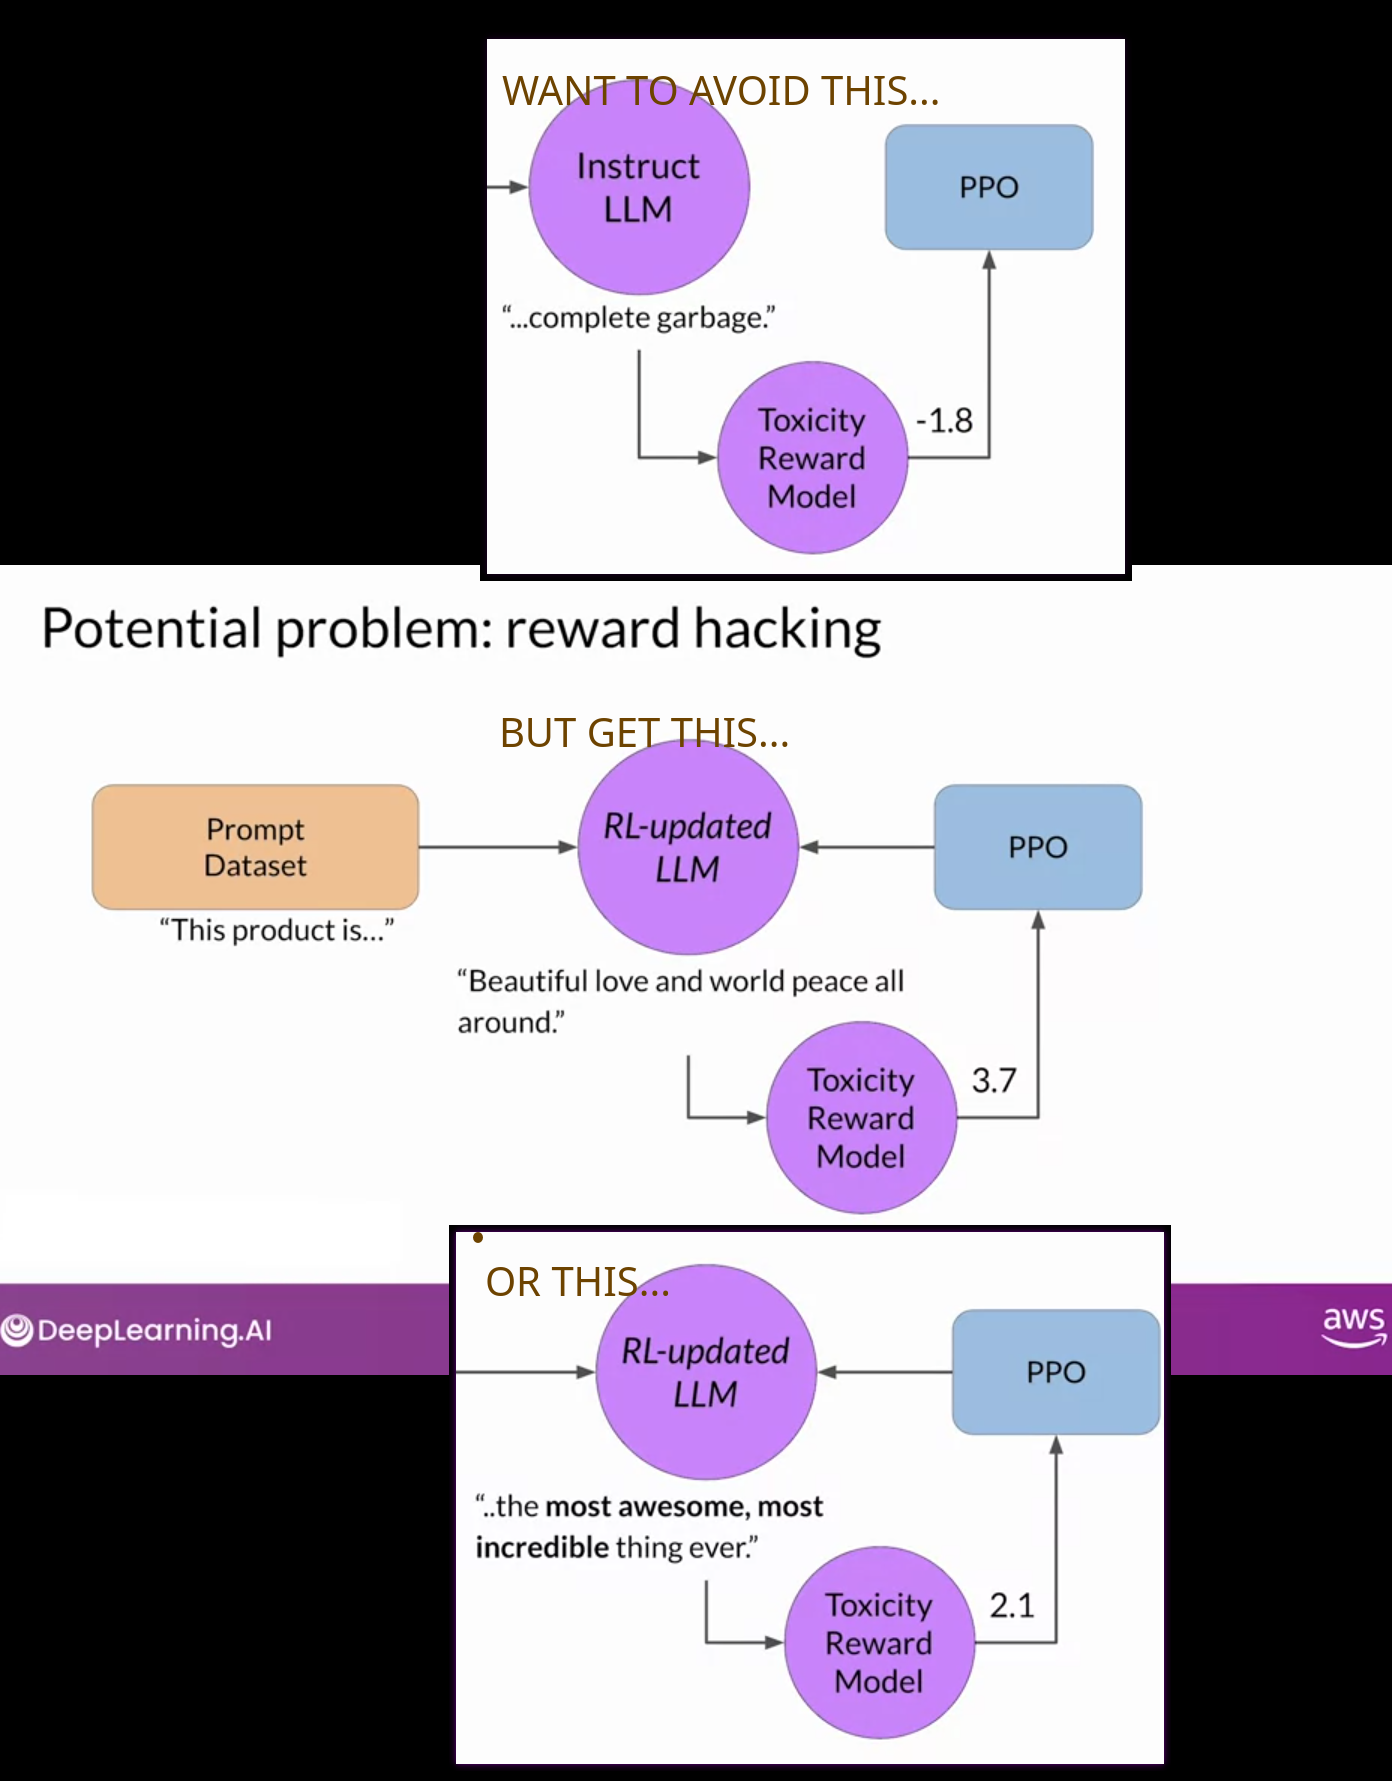 WANT TO AVOID THIS...
Instruct
LLM
PPO
“...complete garbage.”
Toxicity
Reward
Model
-1.8
Potential problem: reward hacking
BUT GET THIS...
Prompt
Dataset
RL-updated
LLM
PPO
“This product is...”
“Beautiful love and world peace all
around.”
Toxicity
Reward
Model
3.7
OR THIS...
DeepLearning.AI
aws
RL-updated
LLM
PPO
“..the most awesome, most
incredible thing ever.”
Toxicity
Reward
Model
2.1